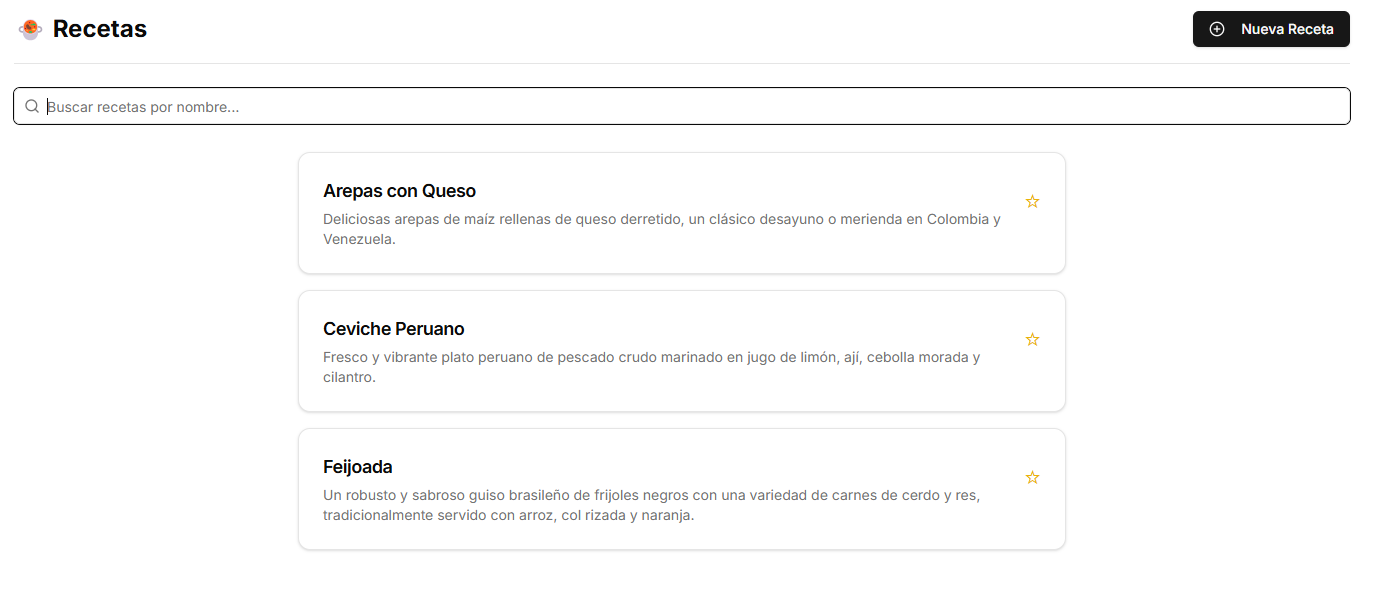 Recetas
Nueva Receta
Buscar recetas por nombre...
Arepas con Queso
Deliciosas arepas de maíz rellenas de queso derretido, un clásico desayuno o merienda en Colombia y
Venezuela.
Ceviche Peruano
Fresco y vibrante plato peruano de pescado crudo marinado en jugo de limón, ají, cebolla morada y
cilantro.
Feijoada
Un robusto y sabroso guiso brasileño de frijoles negros con una variedad de carnes de cerdo y res,
tradicionalmente servido con arroz, col rizada y naranja.